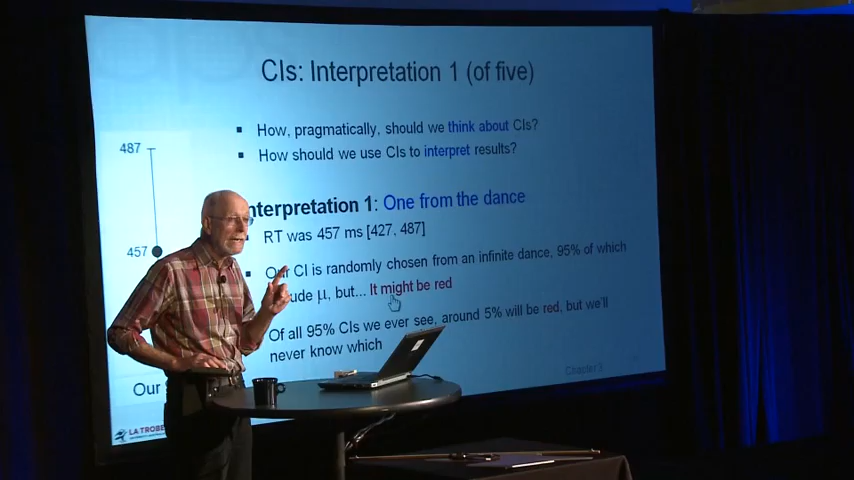 CIs: Interpretation 1 (of five)
How, pragmatically, should we think about CIs?
How should we use CIs to interpret results?
487
nterpretation 1: One from the dance
RT was 457 ms [427, 487]
457
Our CI is randomly chosen from an infinite dance, 95% of which
ude μ, but... It might be red
Of all 95% CIs we ever see, around 5% will be red, but we'll
never know which
Our
LA TROBE